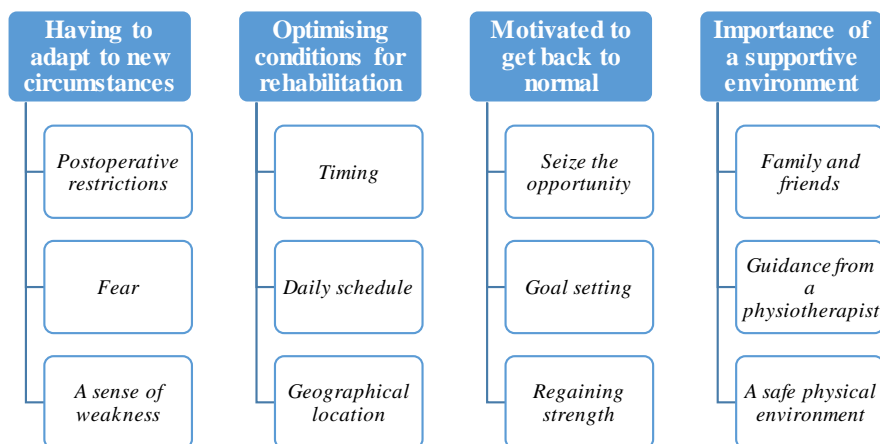 Having to
adapt to new
circumstances
Postoperative
restrictions
Fear
A sense of
weakness
Optimising
conditions for
rehabilitation
Timing
Daily schedule
Geographical
location
Motivated to
get back to
normal
Seize the
opportunity
Goal setting
Regaining
strength
Importance of
a supportive
environment
Family and
friends
Guidance from
a
physiotherapist
A safe physical
environment